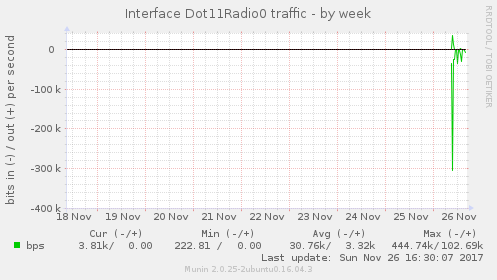 Interface Dot11Radio0 traffic - by week
RRDTOOL / TOBI OETIKER
bits in (-) / out (+) per second
0
-100 k
-200 k
-300 k
-400 k
18 Nov 19 Nov 20 Nov 21 Nov 22 Nov 23 Nov 24 Nov 25 Nov 26 Nov
Cur (-/+) Min (-/+) Avg (-/+) Max (-/+)
bps 3.81k/ 0.00 222.81 / 0.00 30.76k/ 3.32k 444.74k/102.69k
Last update: Sun Nov 26 16:30:07 2017
Munin 2.0.25-2ubuntu0.16.04.3